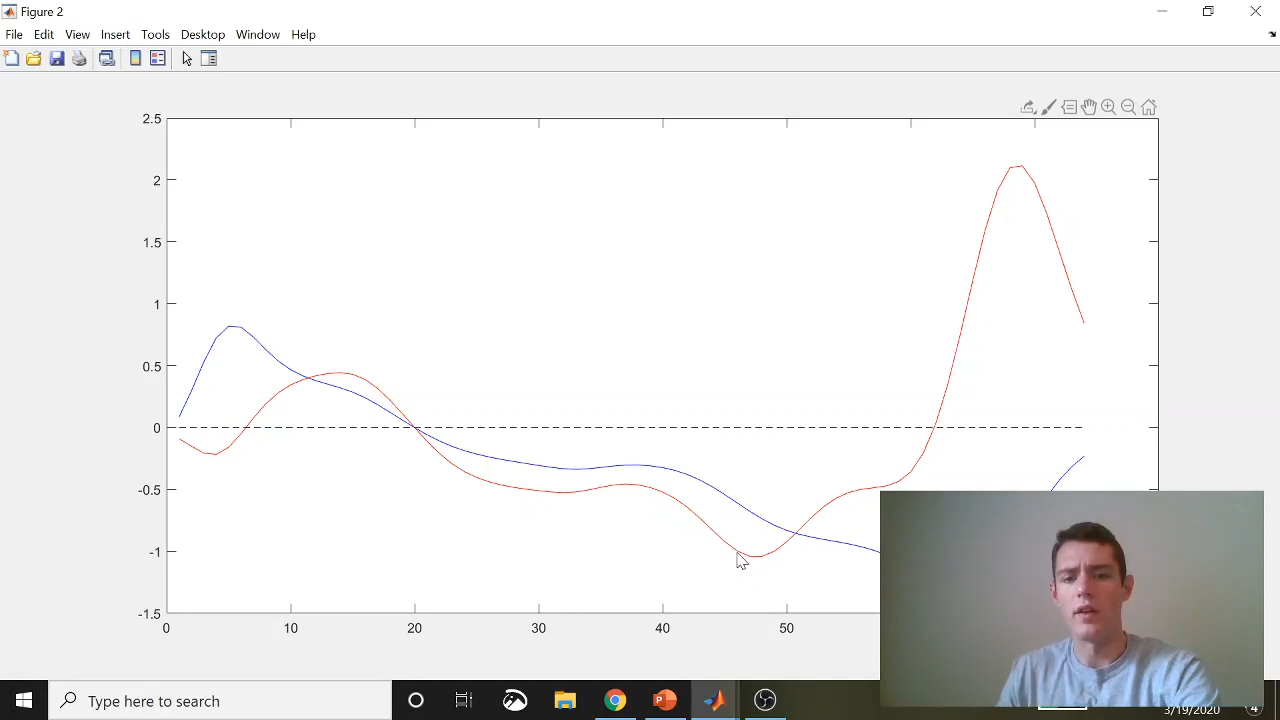 Figure 2
File Edit View Insert Tools Desktop Window Help
2.5
2
1.5
1
0.5
0
-0.5
-1
-1.5
0 10 20 30 40 50
Type here to search
3/19/2020 4